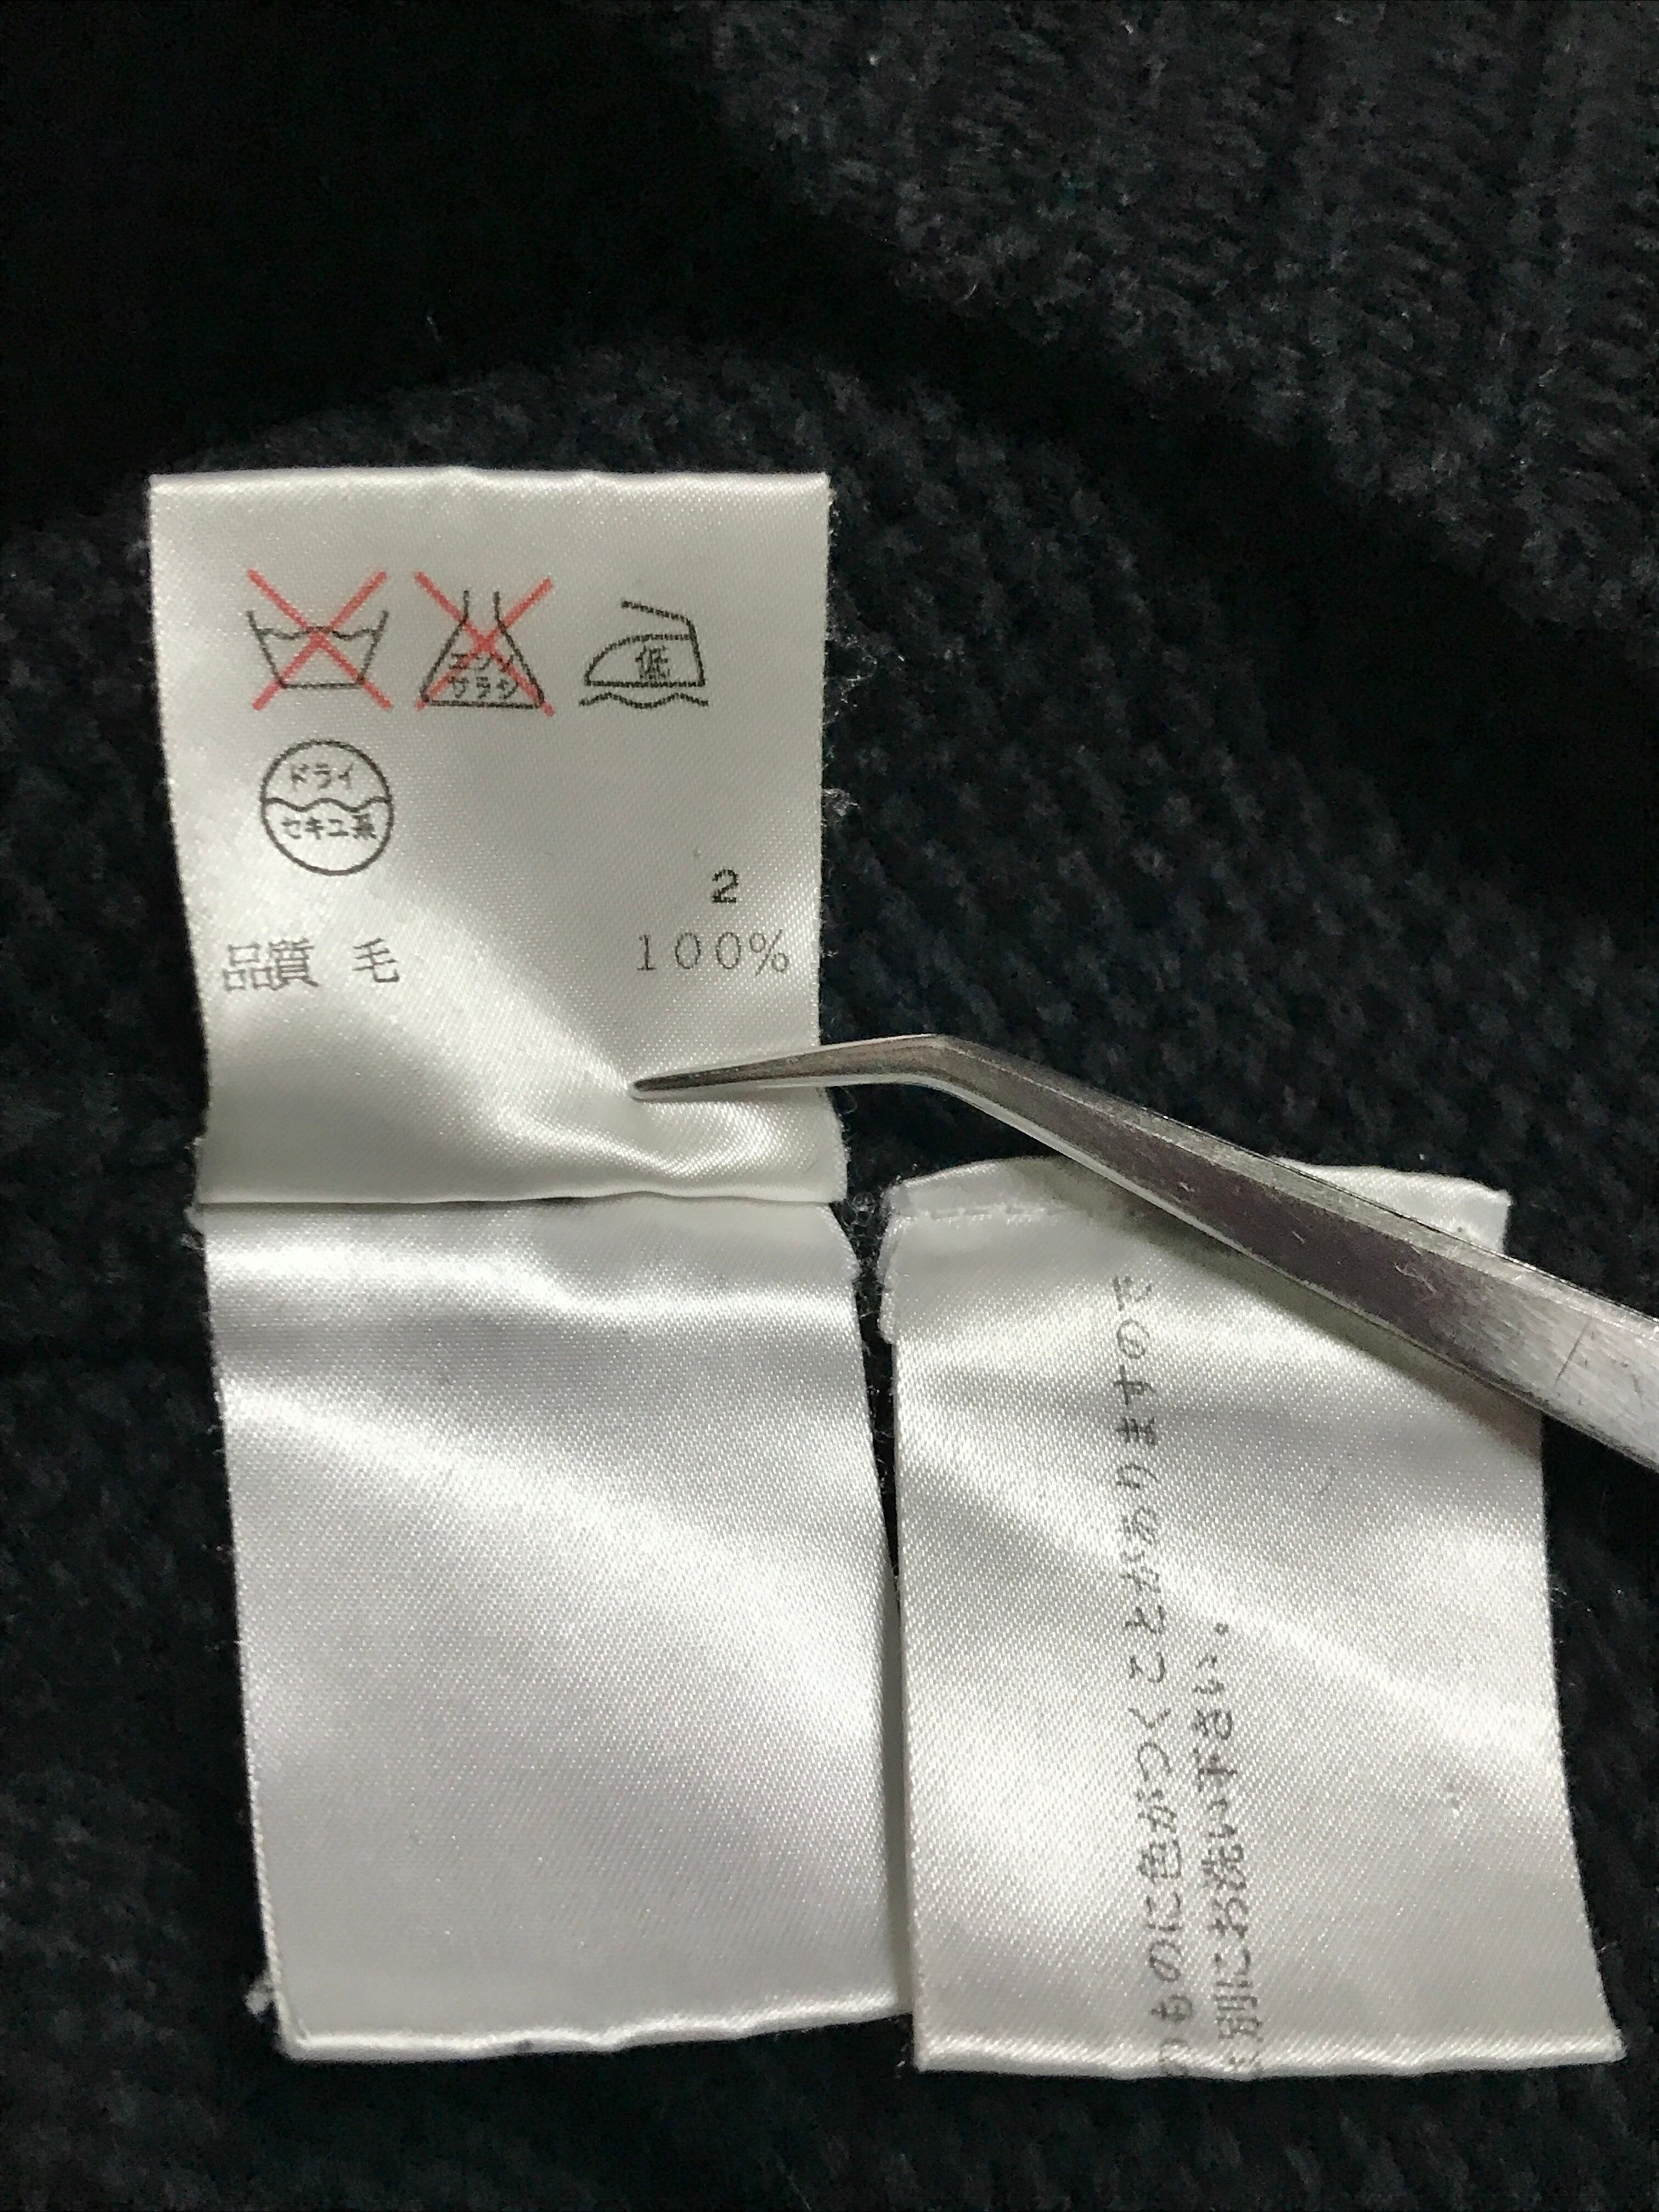 エンソ
サラシ
低
ドライ
セキユ系
2
品質 毛 100%
のものに色がつくことがありますので
別にお洗い下さい。